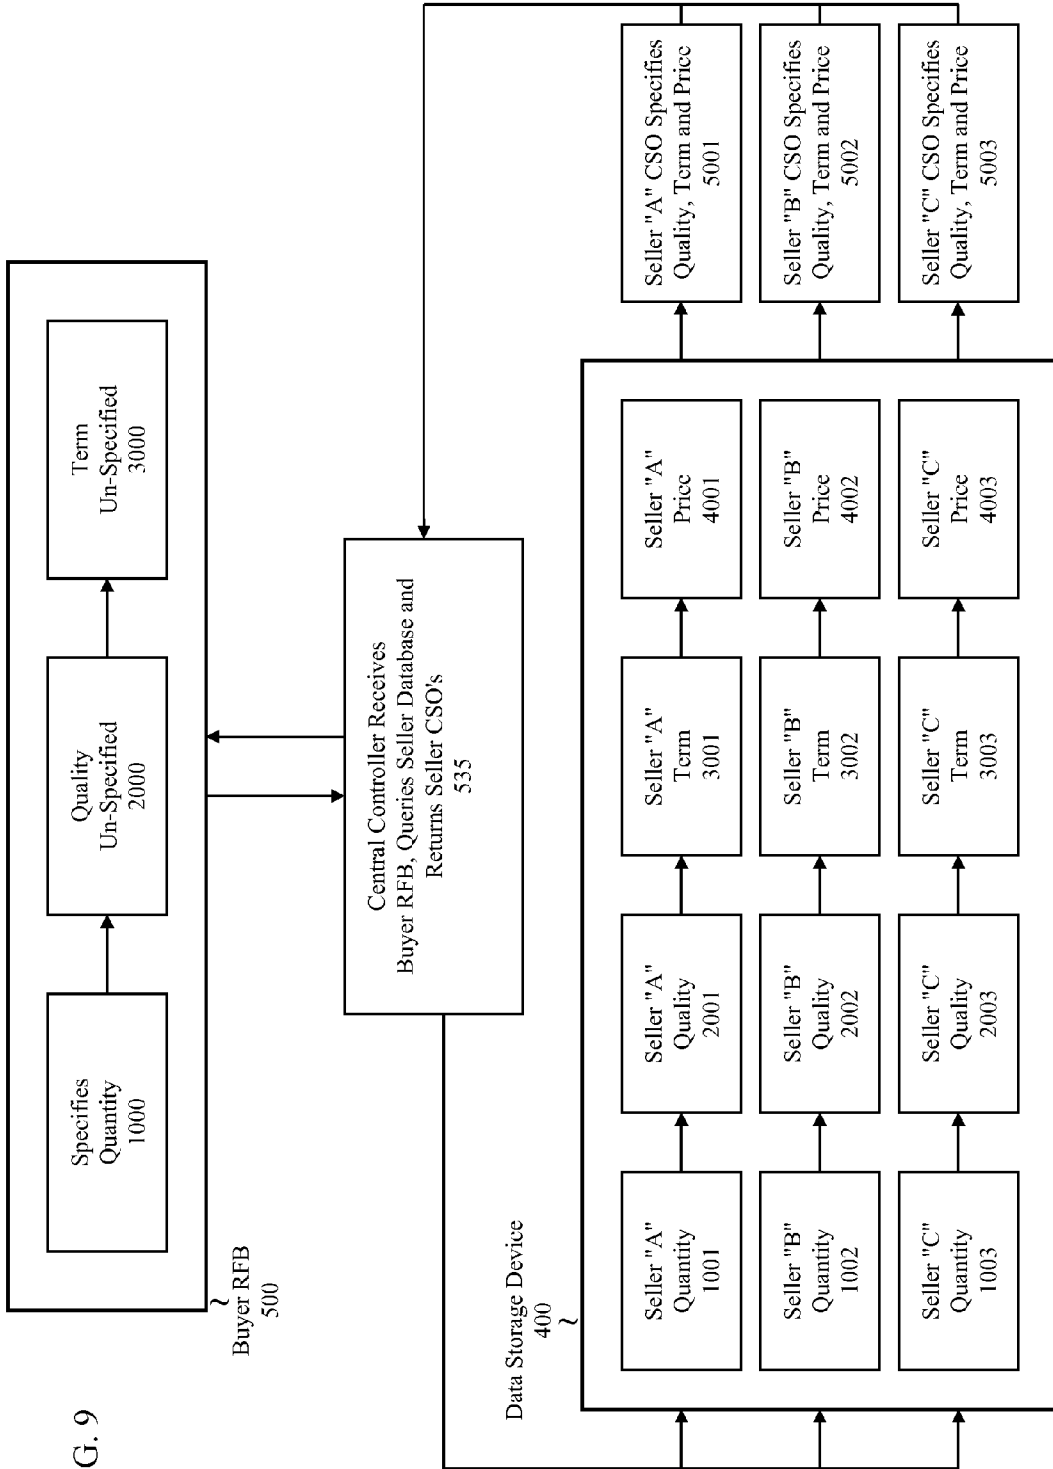 G. 9
Specifies
Quantity
1000
Quality
Un-Specified
2000
Term
Un-Specified
3000
Buyer RFB
500
Central Controller Receives
Buyer RFB, Queries Seller Database and
Returns Seller CSO's
535
Data Storage Device
400
Seller "A"
Quantity
1001
Seller "A"
Quality
2001
Seller "A"
Term
3001
Seller "A"
Price
4001
Seller "A" CSO Specifies
Quality, Term and Price
5001
Seller "B"
Quantity
1002
Seller "B"
Quality
2002
Seller "B"
Term
3002
Seller "B"
Price
4002
Seller "B" CSO Specifies
Quality, Term and Price
5002
Seller "C"
Quantity
1003
Seller "C"
Quality
2003
Seller "C"
Term
3003
Seller "C"
Price
4003
Seller "C" CSO Specifies
Quality, Term and Price
5003